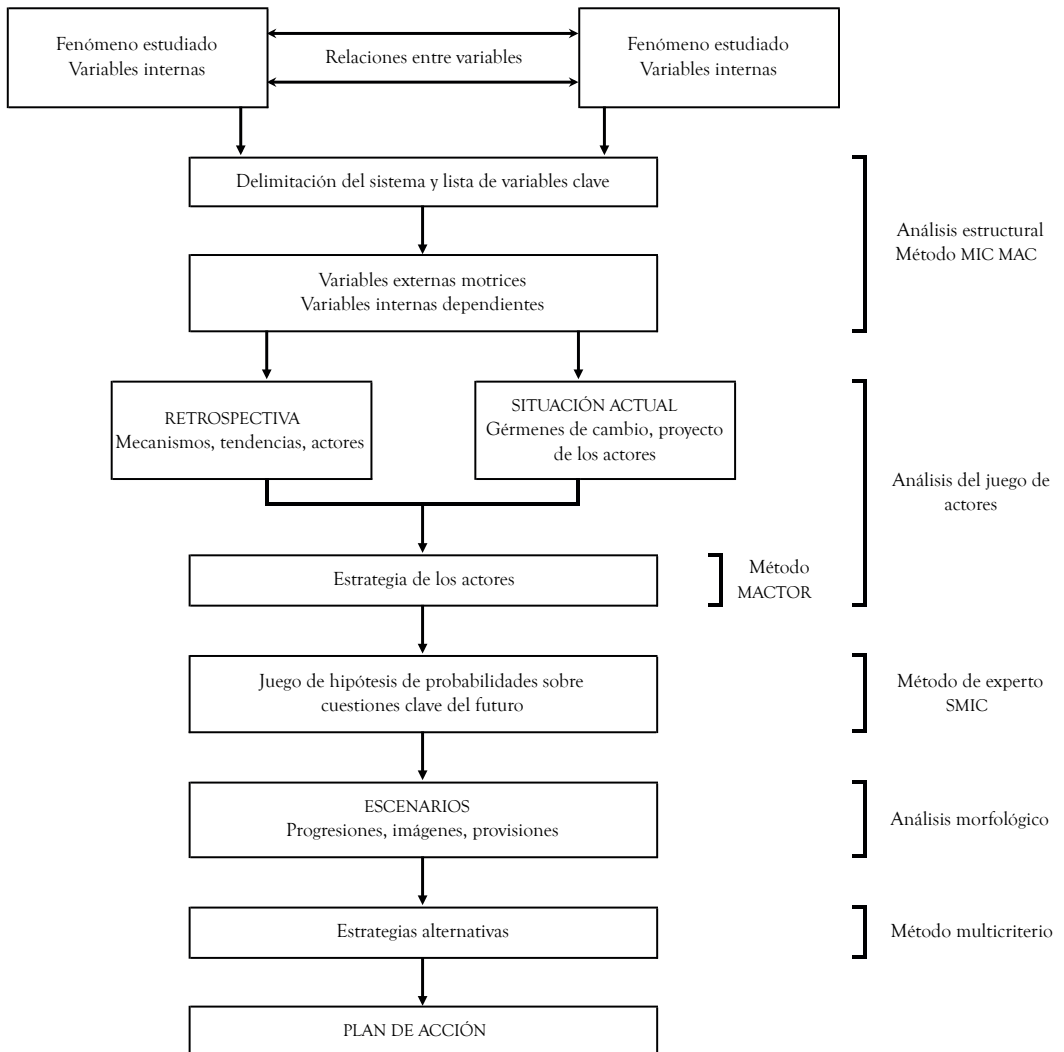 Fenómeno estudiado
Variables internas
Relaciones entre variables
Fenómeno estudiado
Variables internas
Delimitación del sistema y lista de variables clave
Análisis estructural
Método MIC MAC
Variables externas motrices
Variables internas dependientes
RETROSPECTIVA
Mecanismos, tendencias, actores
SITUACIÓN ACTUAL
Gérmenes de cambio, proyecto
de los actores
Análisis del juego de
actores
Estrategia de los actores
Método
MACTOR
Juego de hipótesis de probabilidades sobre
cuestiones clave del futuro
Método de experto
SMIC
ESCENARIOS
Progresiones, imágenes, provisiones
Análisis morfológico
Estrategias alternativas
Método multicriterio
PLAN DE ACCIÓN